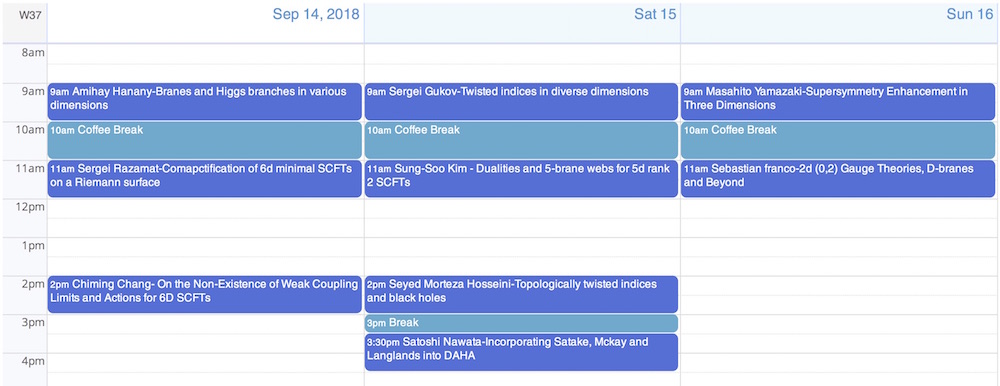 W37
Sep 14, 2018
Sat 15
Sun 16
8am
9am
9am Amihay Hanany-Branes and Higgs branches in various
dimensions
9am Sergei Gukov-Twisted indices in diverse dimensions
9am Masahito Yamazaki-Supersymmetry Enhancement in
Three Dimensions
10am
10am Coffee Break
10am Coffee Break
10am Coffee Break
11am
11am Sergei Razamat-Comapctification of 6d minimal SCFTs
on a Riemann surface
11am Sung-Soo Kim - Dualities and 5-brane webs for 5d rank
2 SCFTs
11am Sebastian franco-2d (0,2) Gauge Theories, D-branes
and Beyond
12pm
1pm
2pm
2pm Chiming Chang- On the Non-Existence of Weak Coupling
Limits and Actions for 6D SCFTs
2pm Seyed Morteza Hosseini-Topologically twisted indices
and black holes
3pm
3pm Break
3:30pm Satoshi Nawata-Incorporating Satake, Mckay and
Langlands into DAHA
4pm